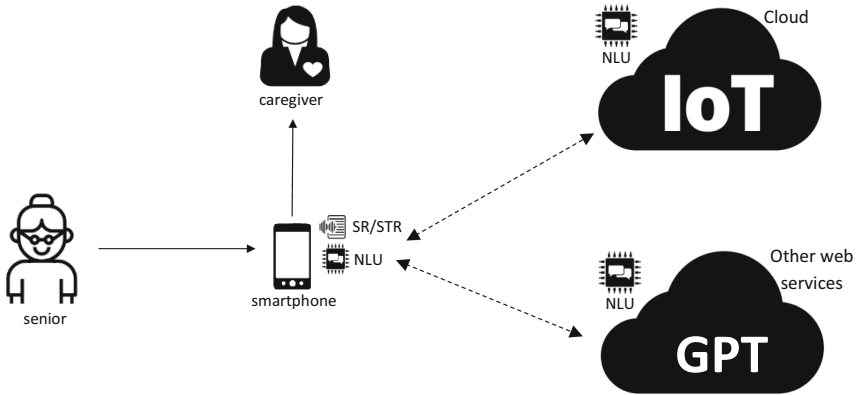 Cloud
NLU
IoT
caregiver
SR/STR
NLU
smartphone
senior
Other web
services
NLU
GPT